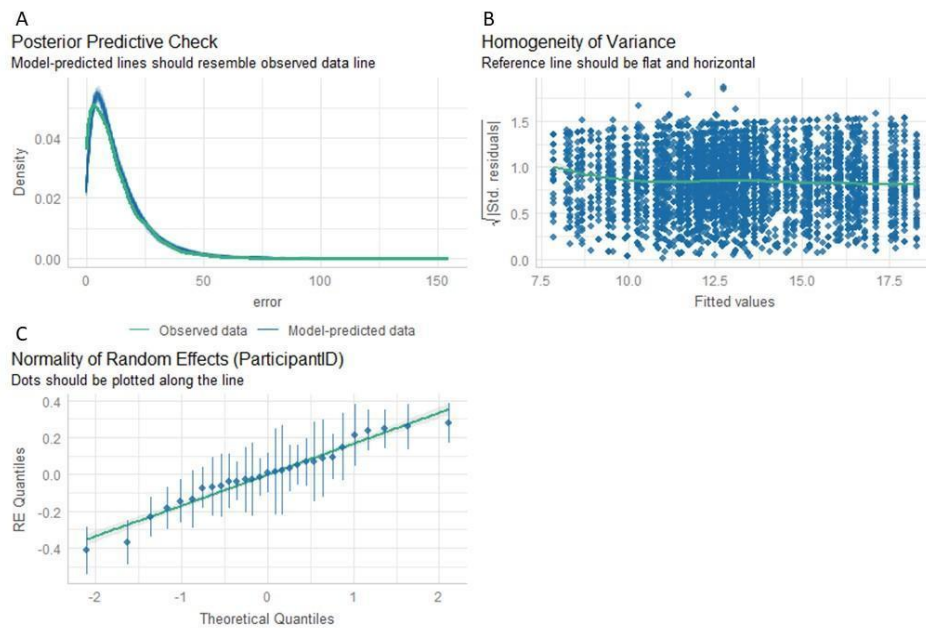 A
Posterior Predictive Check
Model-predicted lines should resemble observed data line
Density
0.04
0.02
0.00
0 50 100 150
error
Observed data Model-predicted data
B
Homogeneity of Variance
Reference line should be flat and horizontal
√|Std. residuals|
1.5
1.0
0.5
0.0
7.5 10.0 12.5 15.0 17.5
Fitted values
C
Normality of Random Effects (ParticipantID)
Dots should be plotted along the line
RE Quantiles
0.4
0.2
0.0
-0.2
-0.4
-2 -1 0 1 2
Theoretical Quantiles